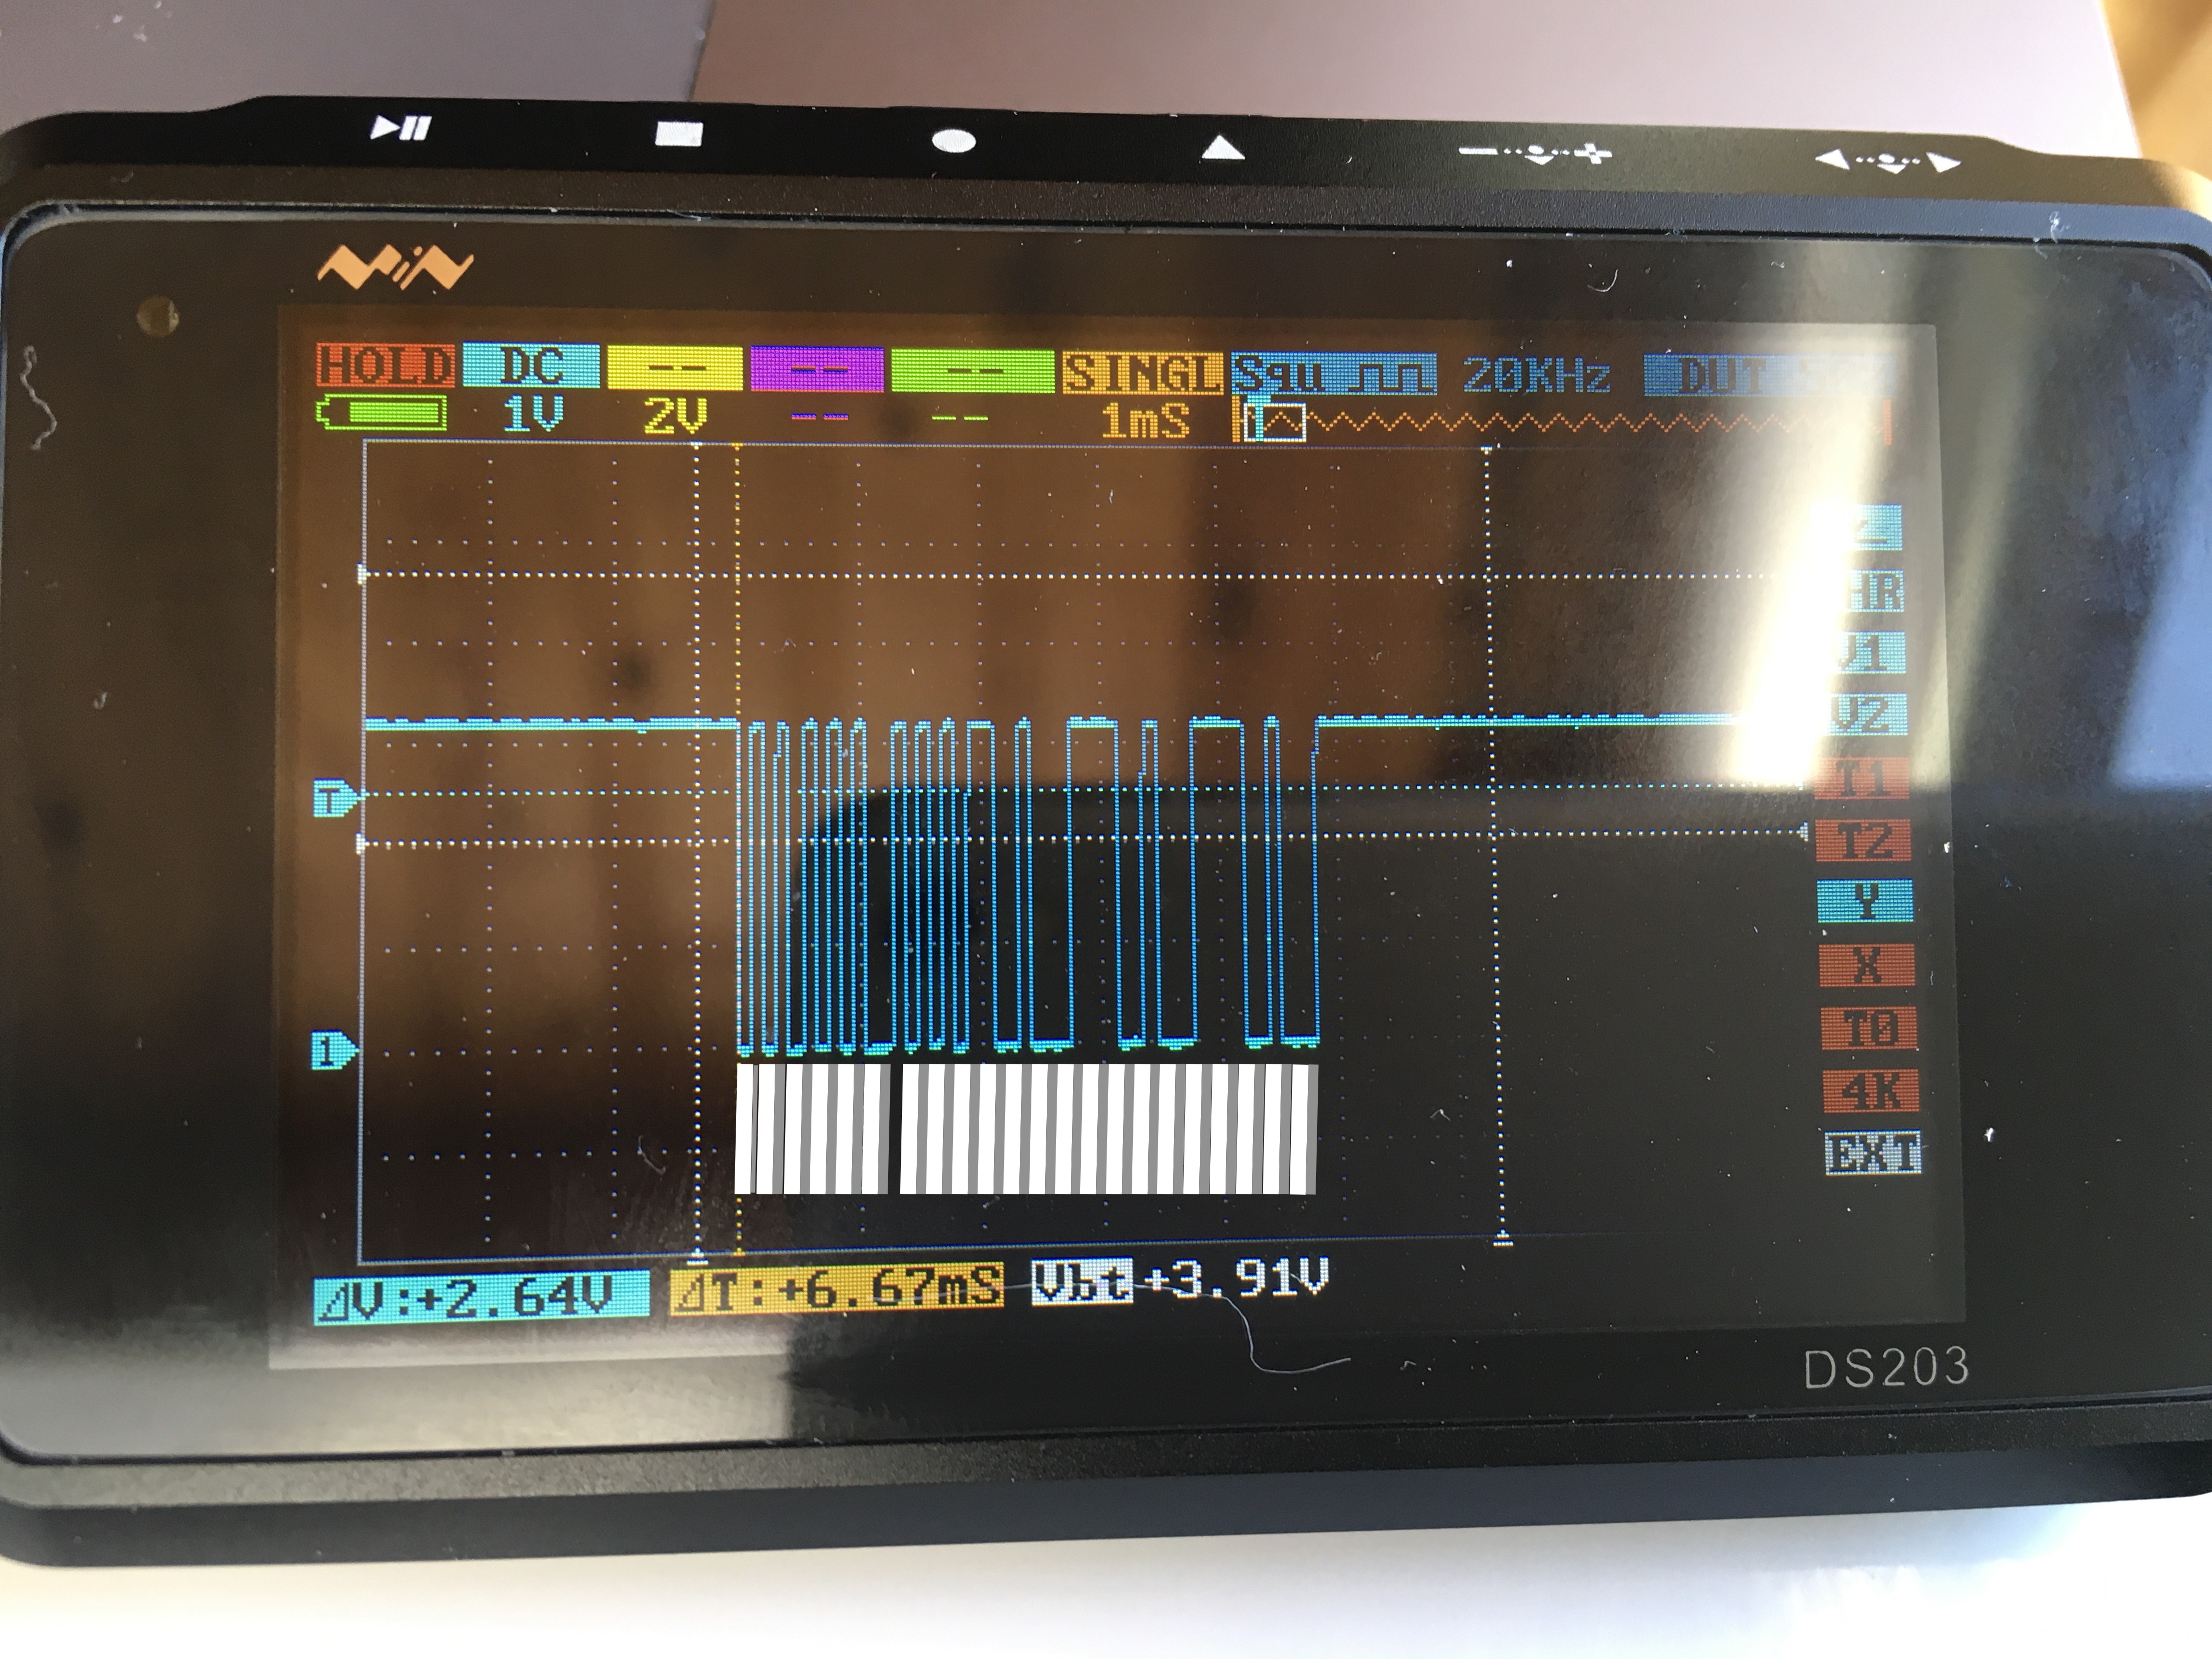 MiN
HOLD DC -- -- -- SINGL Squ 20KHz DUT
1V 2V -- -- 1mS
HR
V1
V2
T
T1
T2
Y
X
1
T0
4K
EXT
ΔV:+2.64V ΔT:+6.67mS Vbt+3.91V
DS203